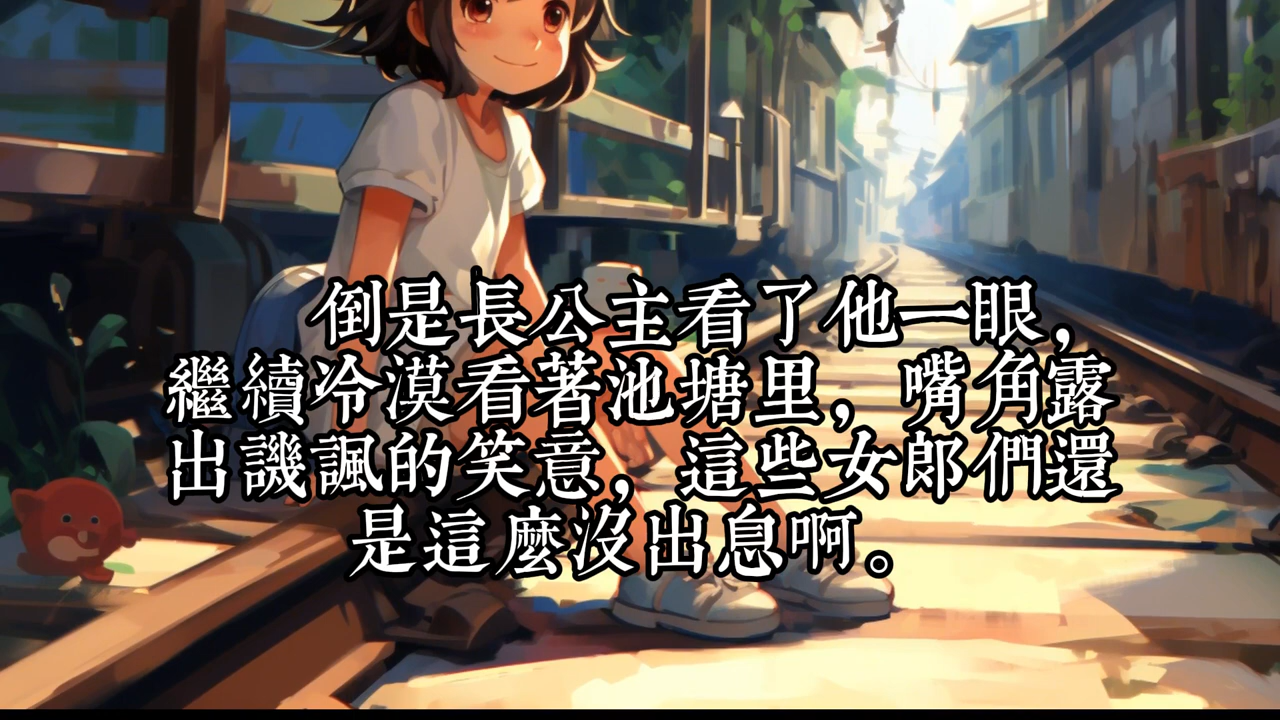 倒是長公主看了他一眼，
繼續冷漠看著池塘里，嘴角露
出譏諷的笑意，這些女郎們還
是這麼沒出息啊。